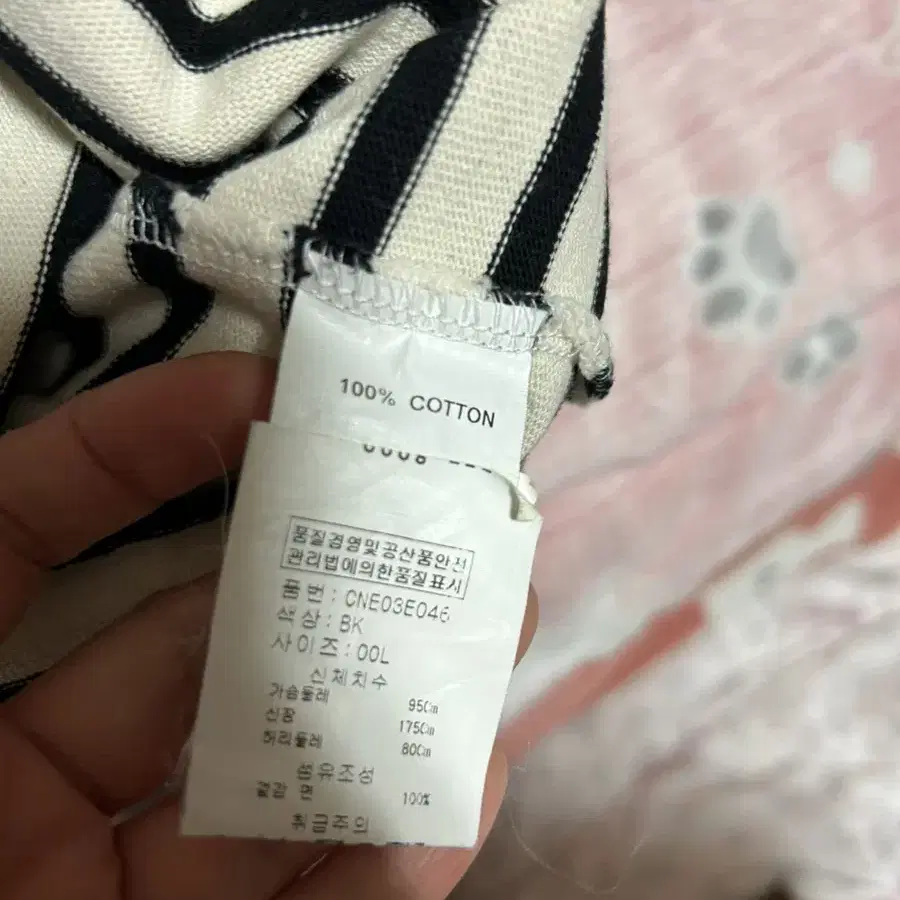 100% COTTON
품질경영및공산품안전
관리법에의한품질표시
품 번 : CNE03E046
색 상 : BK
사 이 즈 : 00L
신 체 치 수
가슴둘레 95Cm
신장 175Cm
허리둘레 80Cm
섬 유 조 성
겉감 면 100%
취 급 주 의